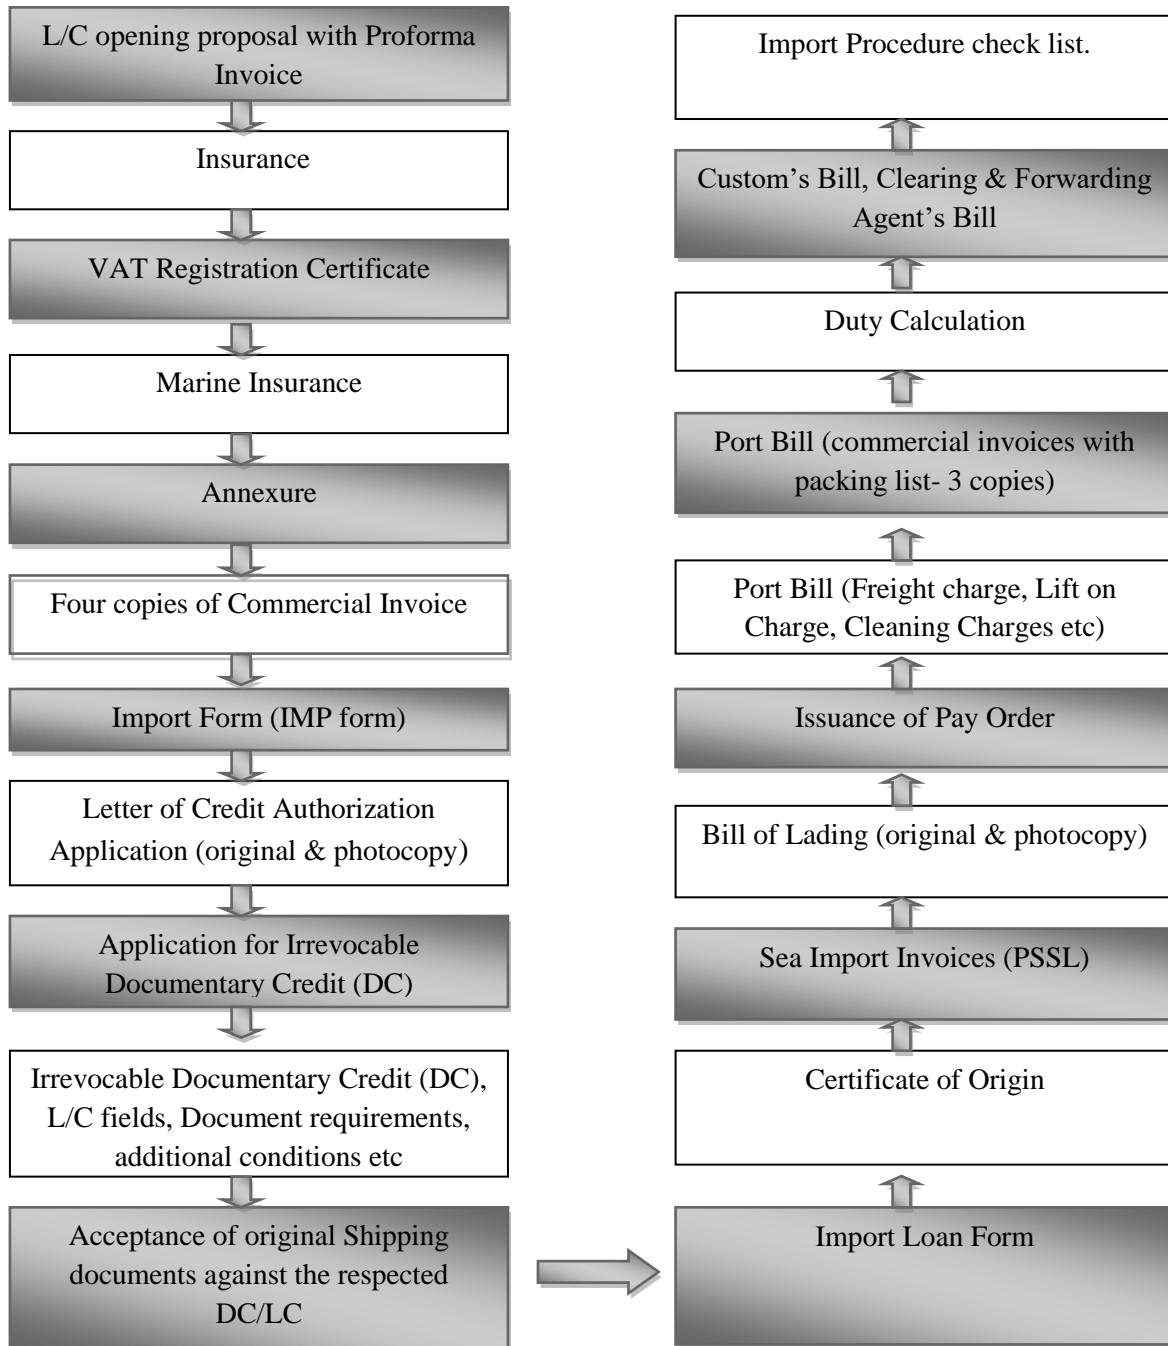 L/C opening proposal with Proforma
Invoice
Insurance
VAT Registration Certificate
Marine Insurance
Annexure
Four copies of Commercial Invoice
Import Form (IMP form)
Letter of Credit Authorization
Application (original & photocopy)
Application for Irrevocable
Documentary Credit (DC)
Irrevocable Documentary Credit (DC),
L/C fields, Document requirements,
additional conditions etc
Acceptance of original Shipping
documents against the respected
DC/LC
Import Loan Form
Certificate of Origin
Sea Import Invoices (PSSL)
Bill of Lading (original & photocopy)
Issuance of Pay Order
Port Bill (Freight charge, Lift on
Charge, Cleaning Charges etc)
Port Bill (commercial invoices with
packing list- 3 copies)
Duty Calculation
Custom’s Bill, Clearing & Forwarding
Agent’s Bill
Import Procedure check list.